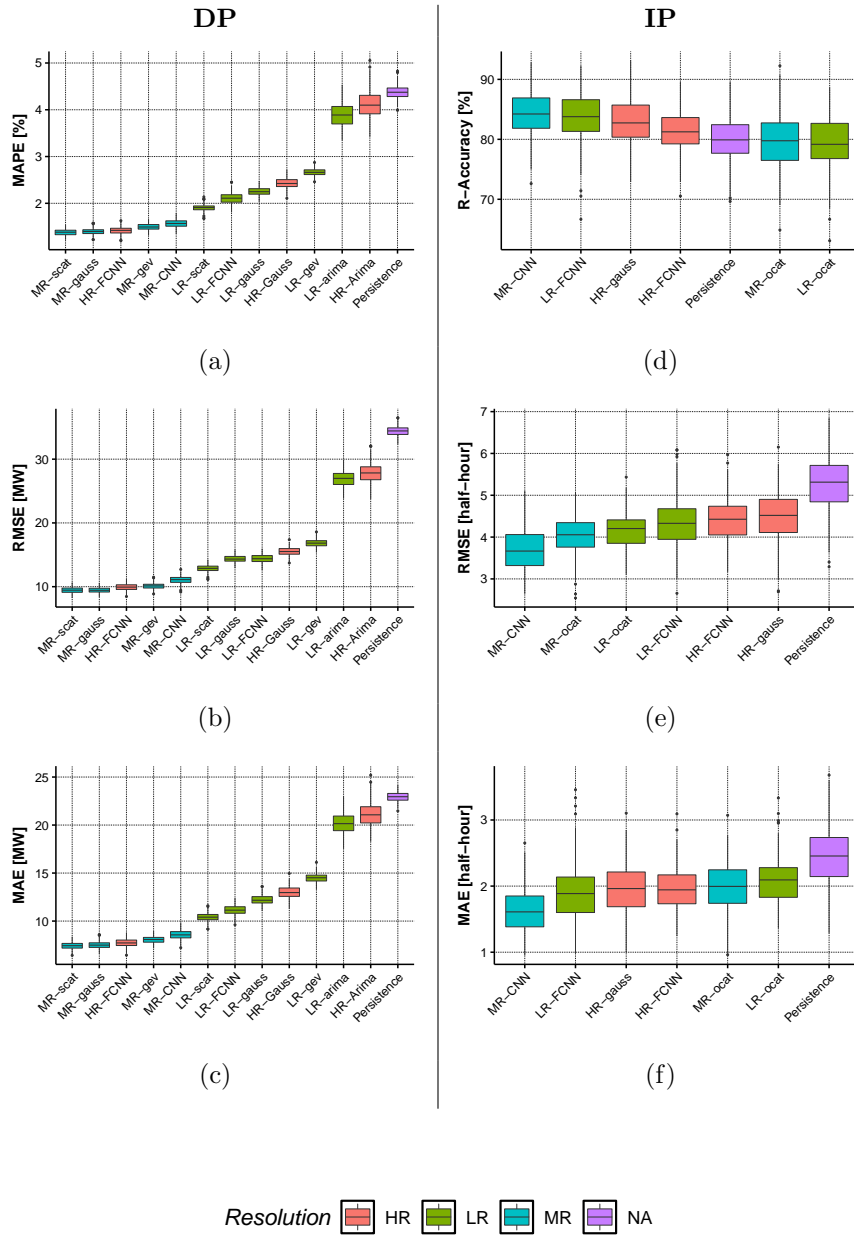 DP
IP
MAPE [%]
5
4
3
2
MR−scat
MR−gauss
HR−FCNN
MR−gev
MR−CNN
LR−scat
LR−FCNN
LR−gauss
HR−Gauss
LR−gev
LR−arima
HR−Arima
Persistence
(a)
R−Accuracy [%]
90
80
70
MR−CNN
LR−FCNN
HR−gauss
HR−FCNN
Persistence
MR−ocat
LR−ocat
(d)
RMSE [MW]
30
20
10
MR−scat
MR−gauss
HR−FCNN
MR−gev
MR−CNN
LR−scat
LR−gauss
LR−FCNN
HR−Gauss
LR−gev
LR−arima
HR−Arima
Persistence
(b)
RMSE [half−hour]
7
6
5
4
3
MR−CNN
MR−ocat
LR−ocat
LR−FCNN
HR−FCNN
HR−gauss
Persistence
(e)
MAE [MW]
25
20
15
10
MR−scat
MR−gauss
HR−FCNN
MR−gev
MR−CNN
LR−scat
LR−FCNN
LR−gauss
HR−Gauss
LR−gev
LR−arima
HR−Arima
Persistence
(c)
MAE [half−hour]
3
2
1
MR−CNN
LR−FCNN
HR−gauss
HR−FCNN
MR−ocat
LR−ocat
Persistence
(f)
Resolution HR LR MR NA